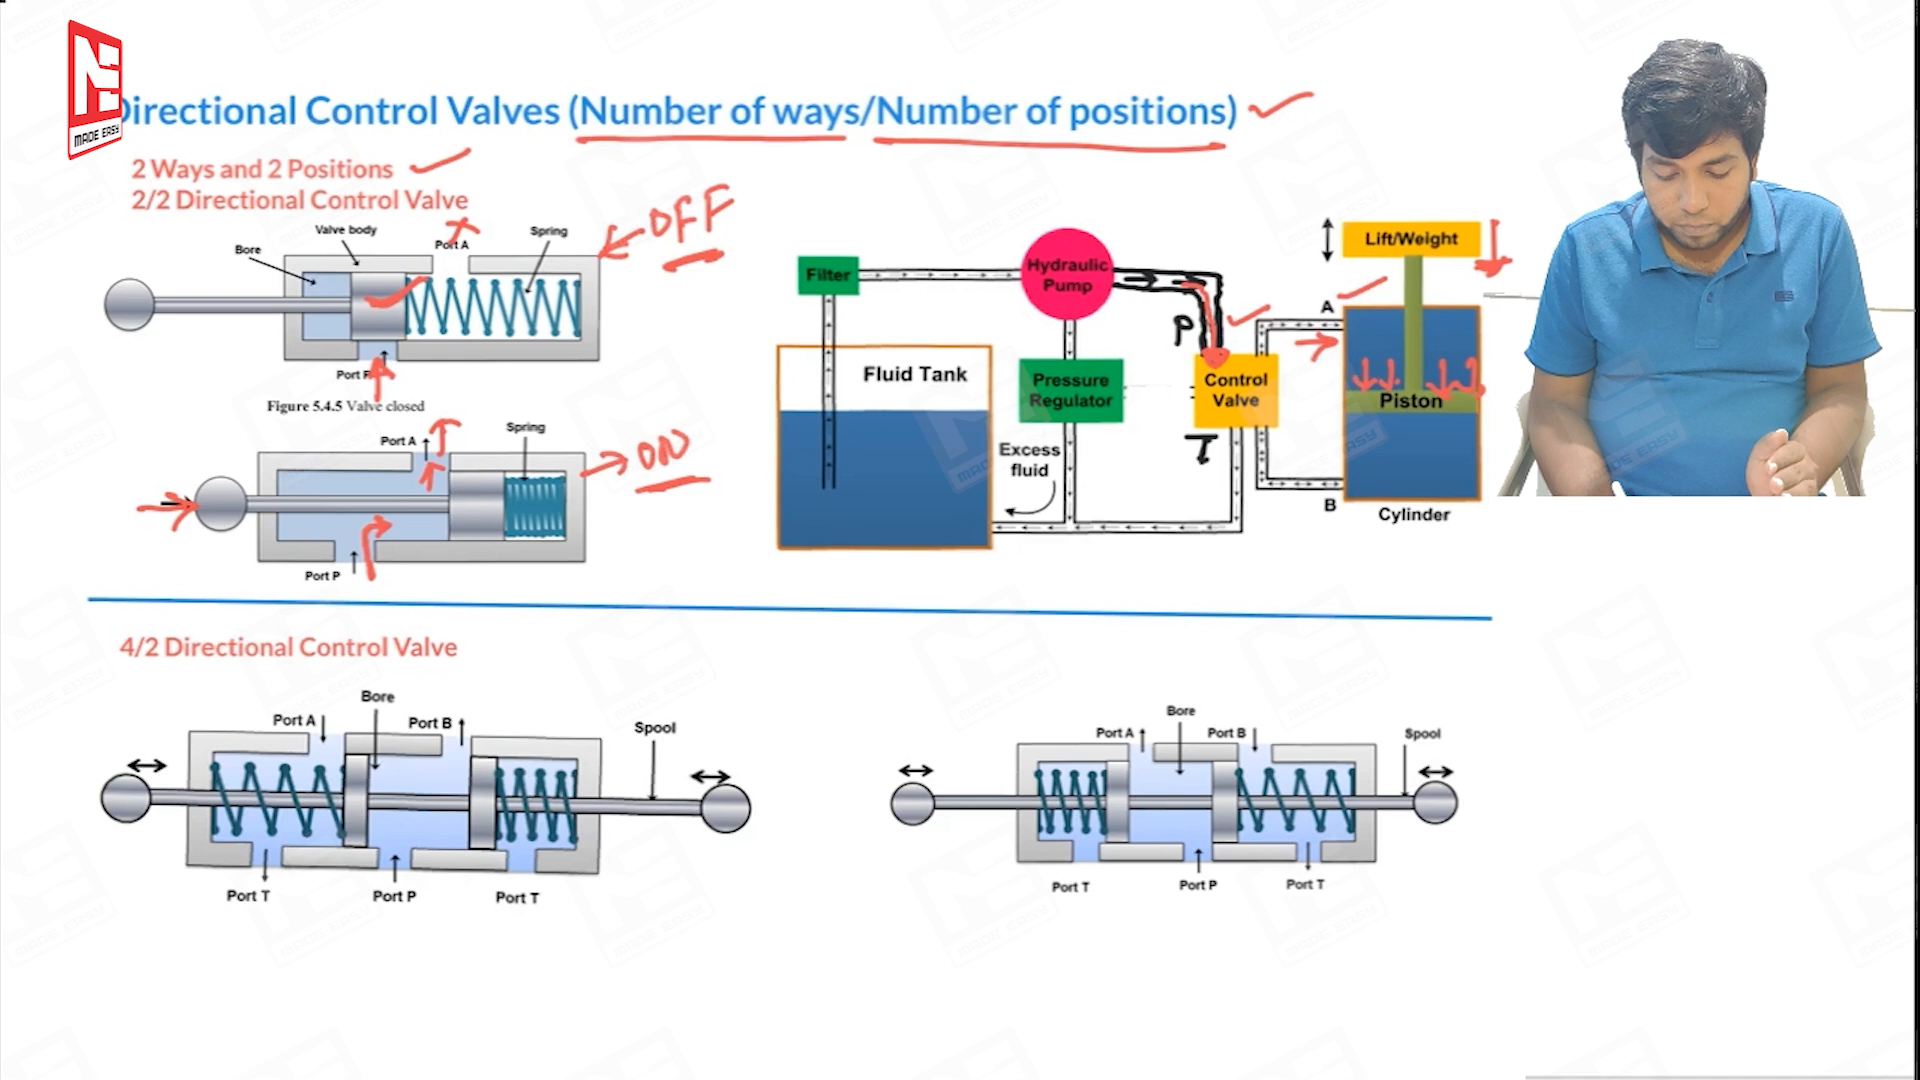 MADE EASY
Directional Control Valves (Number of ways/Number of positions)
2 Ways and 2 Positions
2/2 Directional Control Valve
OFF
Valve body
Port A
Spring
Bore
Port P
Figure 5.4.5 Valve closed
Port A
Spring
ON
Port P
Filter
Hydraulic
Pump
Lift/Weight
P
A
Fluid Tank
Pressure
Regulator
Control
Valve
Piston
T
Excess
fluid
B
Cylinder
4/2 Directional Control Valve
Bore
Port A
Port B
Spool
Port T
Port P
Port T
Bore
Port A
Port B
Spool
Port T
Port P
Port T